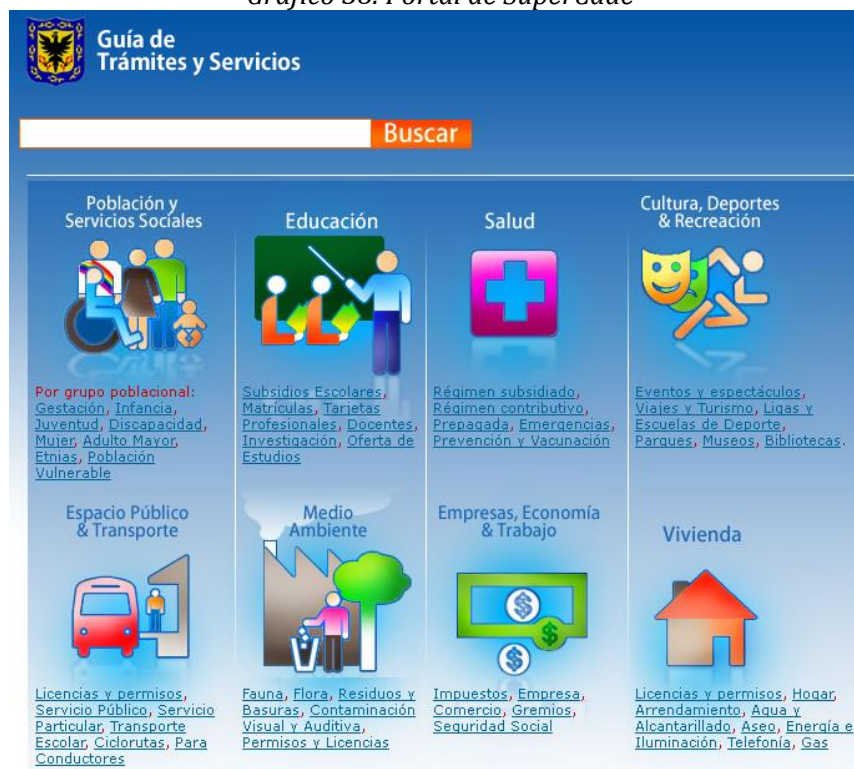 Gráfico 38. Portal de SuperCade
Guía de
Trámites y Servicios
Buscar
Población y
Servicios Sociales
Por grupo poblacional:
Gestación, Infancia,
Juventud, Discapacidad,
Mujer, Adulto Mayor,
Etnias, Población
Vulnerable
Educación
Subsidios Escolares,
Matrículas, Tarjetas
Profesionales, Docentes,
Investigación, Oferta de
Estudios
Salud
Régimen subsidiado,
Régimen contributivo,
Prepagada, Emergencias,
Prevención y Vacunación
Cultura, Deportes
& Recreación
Eventos y espectáculos,
Viajes y Turismo, Ligas y
Escuelas de Deporte,
Parques, Museos, Bibliotecas.
Espacio Público
& Transporte
Licencias y permisos,
Servicio Público, Servicio
Particular, Transporte
Escolar, Ciclorutas, Para
Conductores
Medio
Ambiente
Fauna, Flora, Residuos y
Basuras, Contaminación
Visual y Auditiva,
Permisos y Licencias
Empresas, Economía
& Trabajo
Impuestos, Empresa,
Comercio, Gremios,
Seguridad Social
Vivienda
Licencias y permisos, Hogar,
Arrendamiento, Agua y
Alcantarillado, Aseo, Energía e
Iluminación, Telefonía, Gas